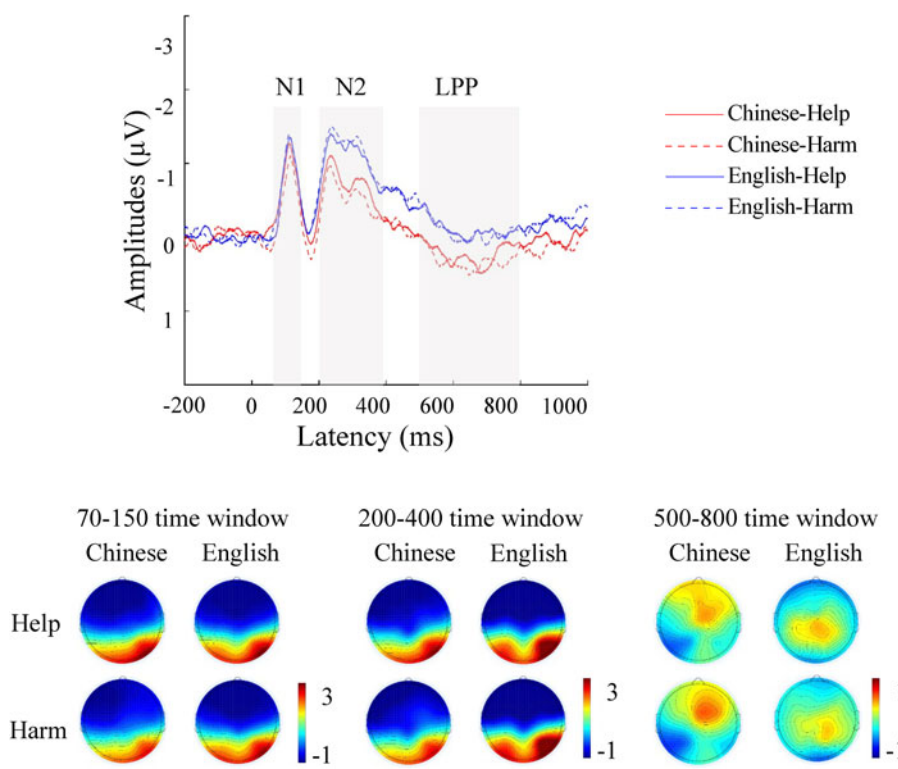 -3
-2
-1
0
1
Amplitudes (μV)
N1 N2 LPP
Chinese-Help
Chinese-Harm
English-Help
English-Harm
-200 0 200 400 600 800 1000
Latency (ms)
70-150 time window 200-400 time window 500-800 time window
Chinese English Chinese English Chinese English
Help
Harm
3 3
-1 -1